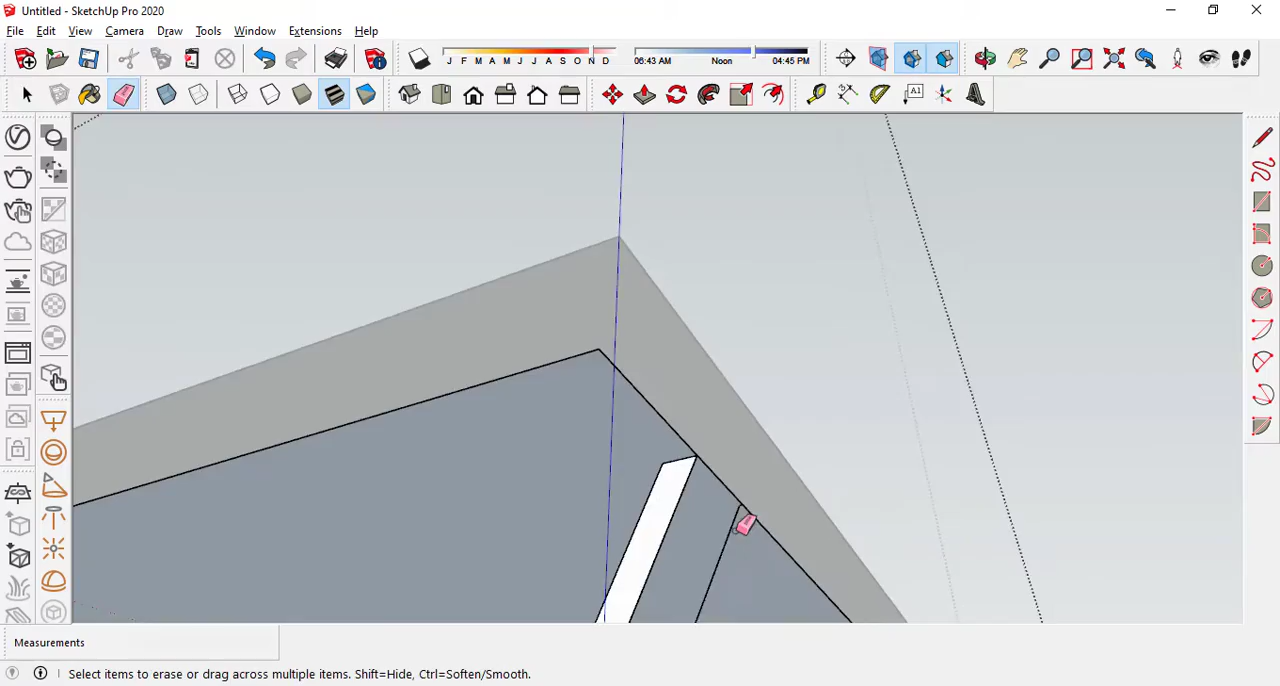 Untitled - SketchUp Pro 2020
File Edit View Camera Draw Tools Window Extensions Help
J F M A M J J A S O N D 06:43 AM Noon 04:45 PM
A1
Measurements
Select items to erase or drag across multiple items. Shift=Hide, Ctrl=Soften/Smooth.